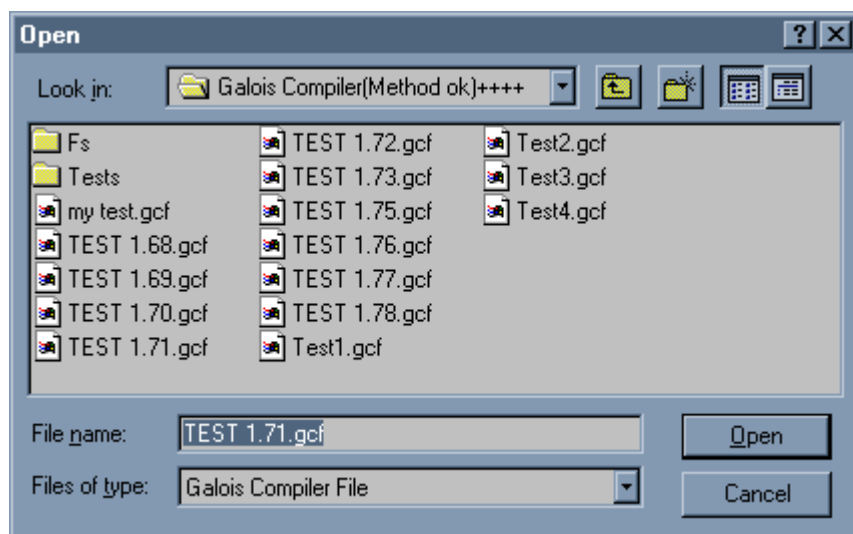 Open
Look in: Galois Compiler(Method ok)++++
Fs
Tests
my test.gcf
TEST 1.68.gcf
TEST 1.69.gcf
TEST 1.70.gcf
TEST 1.71.gcf
TEST 1.72.gcf
TEST 1.73.gcf
TEST 1.75.gcf
TEST 1.76.gcf
TEST 1.77.gcf
TEST 1.78.gcf
Test1.gcf
Test2.gcf
Test3.gcf
Test4.gcf
File name: TEST 1.71.gcf Open
Files of type: Galois Compiler File Cancel